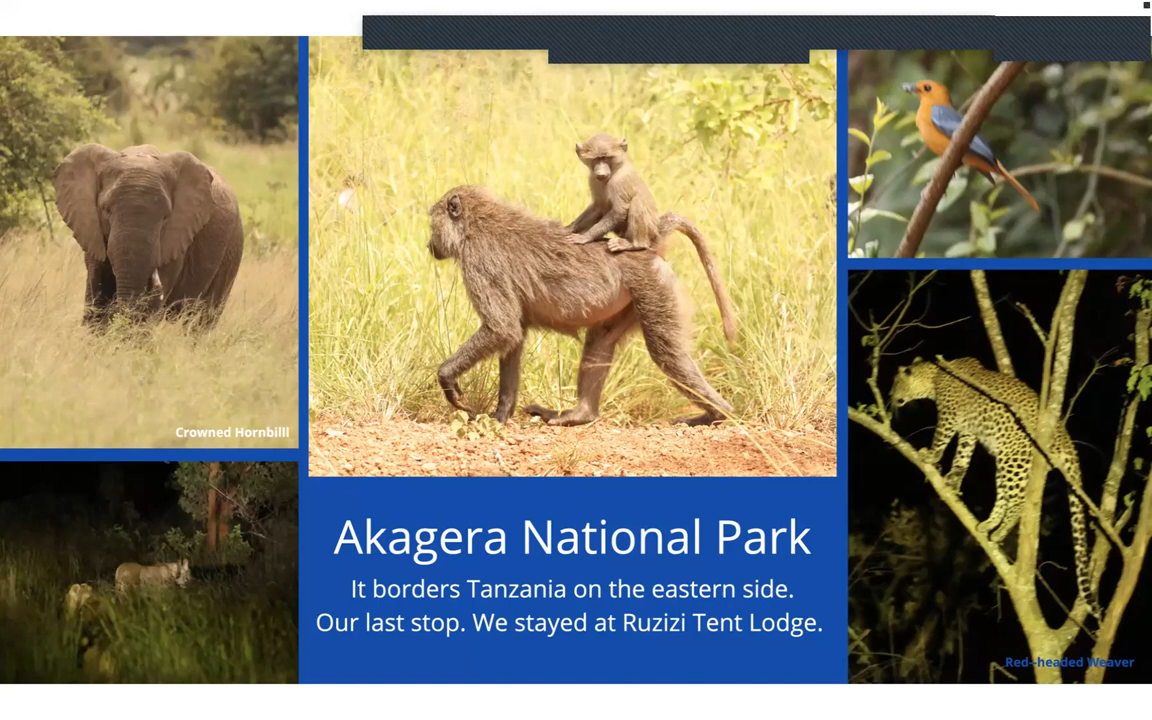 Crowned Hornbilll
Akagera National Park
It borders Tanzania on the eastern side.
Our last stop. We stayed at Ruzizi Tent Lodge.
Red-headed Weaver